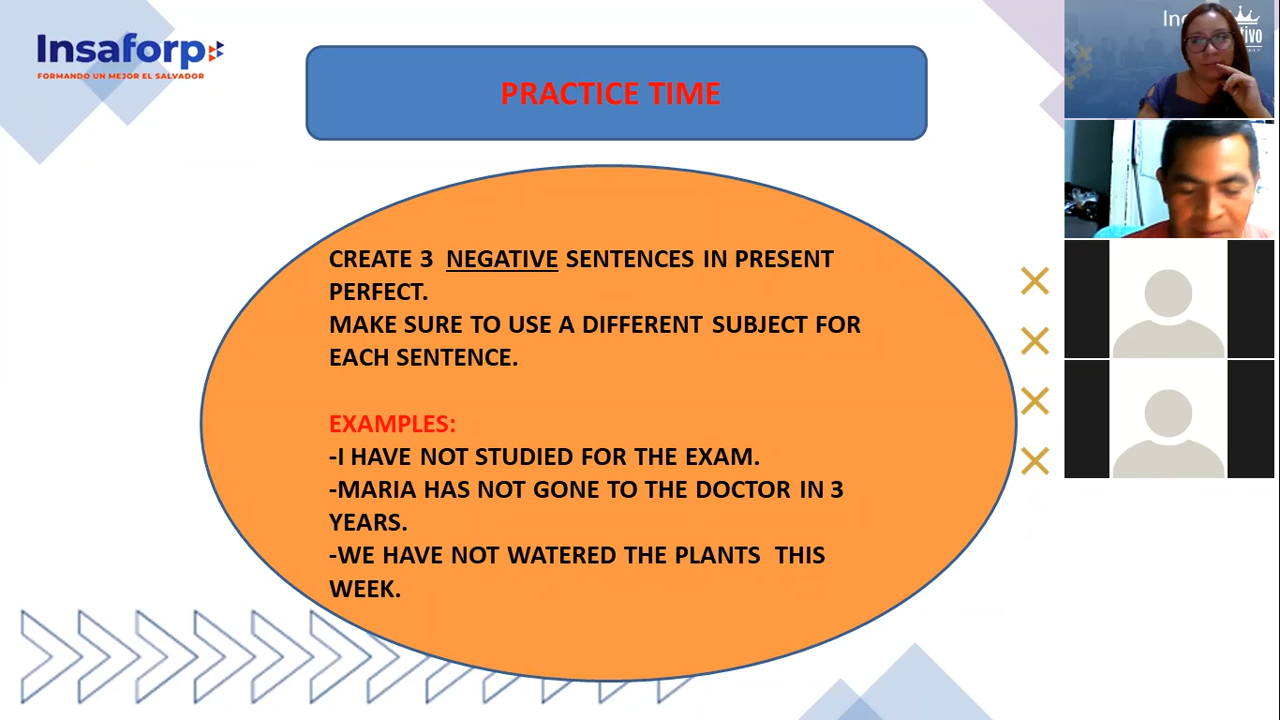 Insaforp
FORMANDO UN MEJOR EL SALVADOR
PRACTICE TIME
CREATE 3 NEGATIVE SENTENCES IN PRESENT
PERFECT.
MAKE SURE TO USE A DIFFERENT SUBJECT FOR
EACH SENTENCE.
EXAMPLES:
-I HAVE NOT STUDIED FOR THE EXAM.
-MARIA HAS NOT GONE TO THE DOCTOR IN 3
YEARS.
-WE HAVE NOT WATERED THE PLANTS THIS
WEEK.